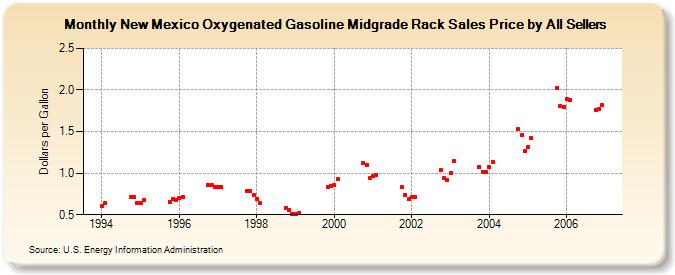 Monthly New Mexico Oxygenated Gasoline Midgrade Rack Sales Price by All Sellers
Dollars per Gallon
2.5
2.0
1.5
1.0
0.5
1994 1996 1998 2000 2002 2004 2006
Source: U.S. Energy Information Administration